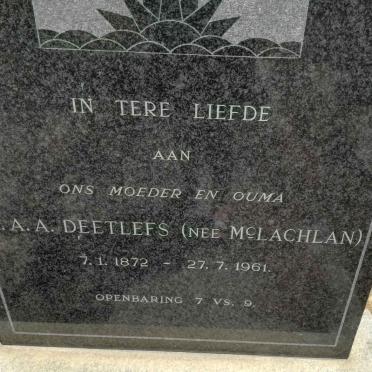 IN TERE LIEFDE
AAN
ONS MOEDER EN OUMA
. A. A. DEETLEFS (NEE McLACHLAN)
7. 1. 1872 - 27. 7. 1961.
OPENBARING 7 VS. 9.